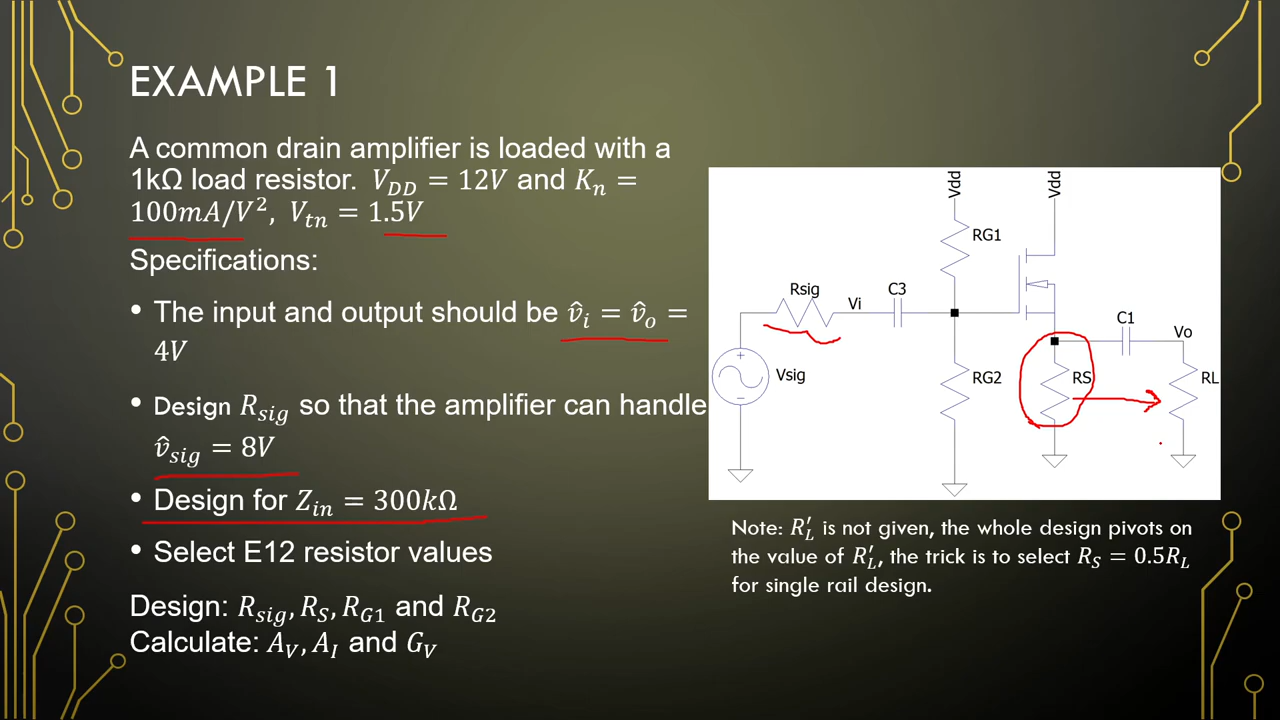 EXAMPLE 1
A common drain amplifier is loaded with a
1kΩ load resistor. V_DD = 12V and K_n =
100mA/V², V_tn = 1.5V
Specifications:
• The input and output should be v̂_i = v̂_o =
4V
• Design R_sig so that the amplifier can handle
v̂_sig = 8V
• Design for Z_in = 300kΩ
• Select E12 resistor values
Design: R_sig, R_S, R_G1 and R_G2
Calculate: A_V, A_I and G_V
Vdd
Vdd
RG1
Rsig
Vi
C3
C1
Vo
Vsig
RG2
RS
RL
Note: R'_L is not given, the whole design pivots on
the value of R'_L, the trick is to select R_S = 0.5R_L
for single rail design.